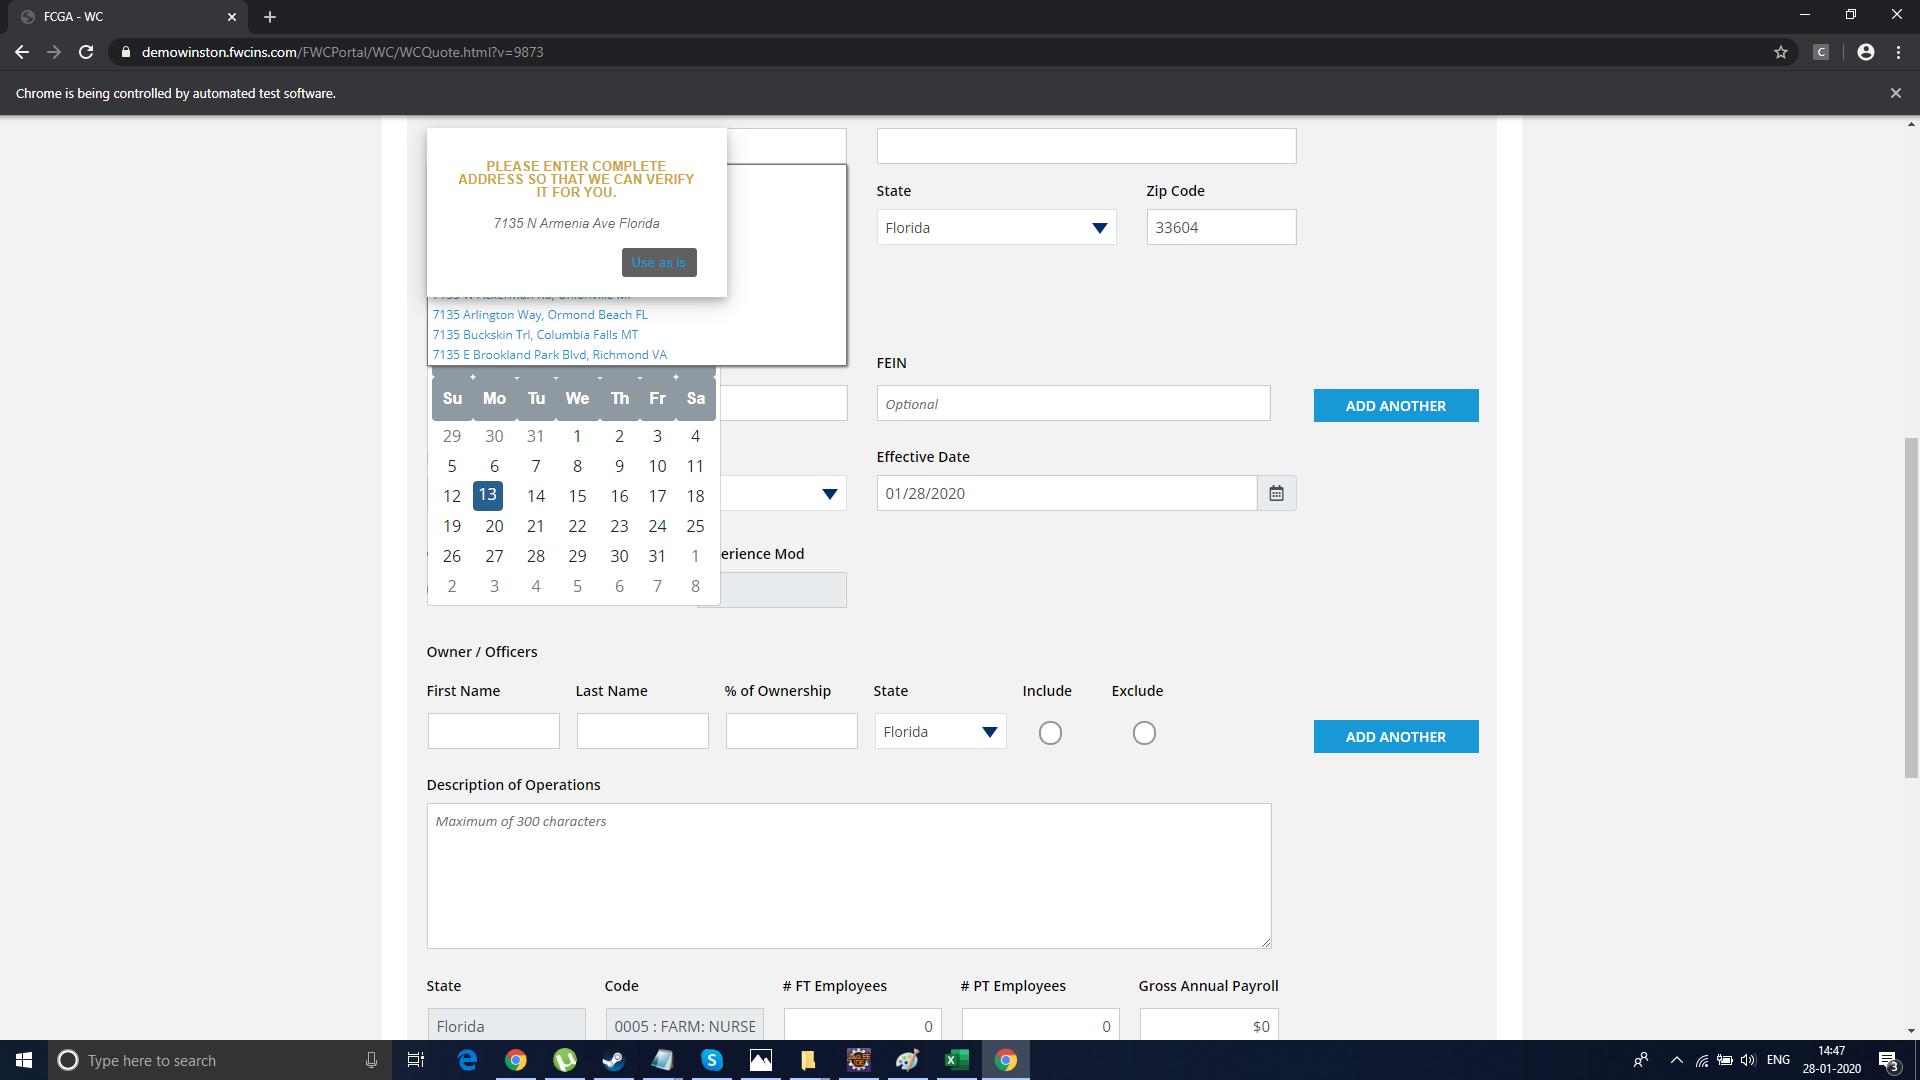 FCGA - WC
demowinston.fwcins.com/FWCPortal/WC/WCQuote.html?v=9873
C
Chrome is being controlled by automated test software.
PLEASE ENTER COMPLETE
ADDRESS SO THAT WE CAN VERIFY
IT FOR YOU.
7135 N Armenia Ave Florida
Use as is
State
Zip Code
Florida
33604
7135 Arlington Way, Ormond Beach FL
7135 Buckskin Trl, Columbia Falls MT
7135 E Brookland Park Blvd, Richmond VA
FEIN
Optional
ADD ANOTHER
Su Mo Tu We Th Fr Sa
29 30 31 1 2 3 4
5 6 7 8 9 10 11
12 13 14 15 16 17 18
19 20 21 22 23 24 25
26 27 28 29 30 31 1
2 3 4 5 6 7 8
Effective Date
01/28/2020
erience Mod
Owner / Officers
First Name
Last Name
% of Ownership
State
Include
Exclude
Florida
ADD ANOTHER
Description of Operations
Maximum of 300 characters
State
Code
# FT Employees
# PT Employees
Gross Annual Payroll
Florida
0005 : FARM: NURSE
0
0
$0
Type here to search
ENG
14:47
28-01-2020
3